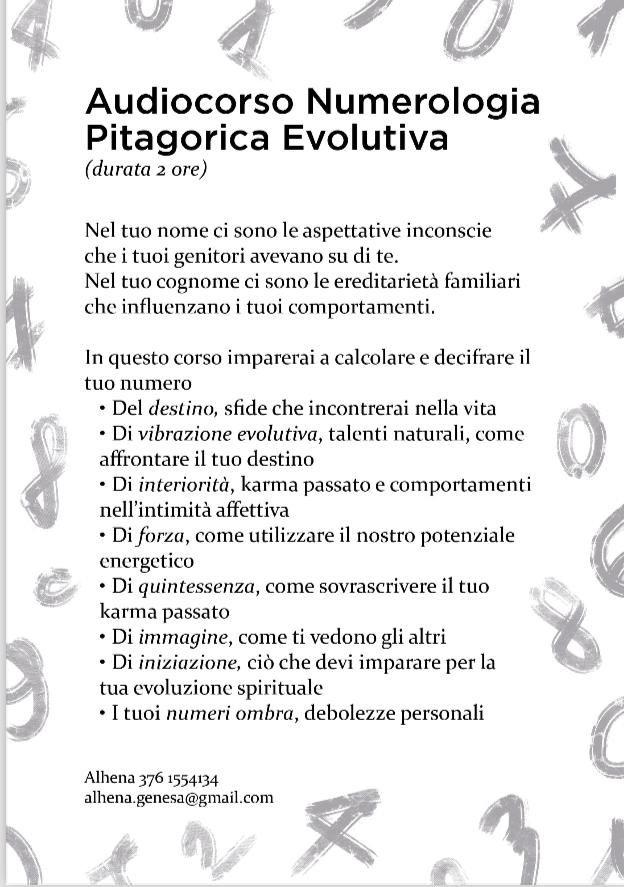 Audiocorso Numerologia
Pitagorica Evolutiva
(durata 2 ore)
Nel tuo nome ci sono le aspettative inconscie
che i tuoi genitori avevano su di te.
Nel tuo cognome ci sono le ereditarietà familiari
che influenzano i tuoi comportamenti.
In questo corso imparerai a calcolare e decifrare il
tuo numero
• Del destino, sfide che incontrerai nella vita
• Di vibrazione evolutiva, talenti naturali, come
affrontare il tuo destino
• Di interiorità, karma passato e comportamenti
nell'intimità affettiva
• Di forza, come utilizzare il nostro potenziale
energetico
• Di quintessenza, come sovrascrivere il tuo
karma passato
• Di immagine, come ti vedono gli altri
• Di iniziazione, ciò che devi imparare per la
tua evoluzione spirituale
• I tuoi numeri ombra, debolezze personali
Alhena 376 1554134
alhena.genesa@gmail.com